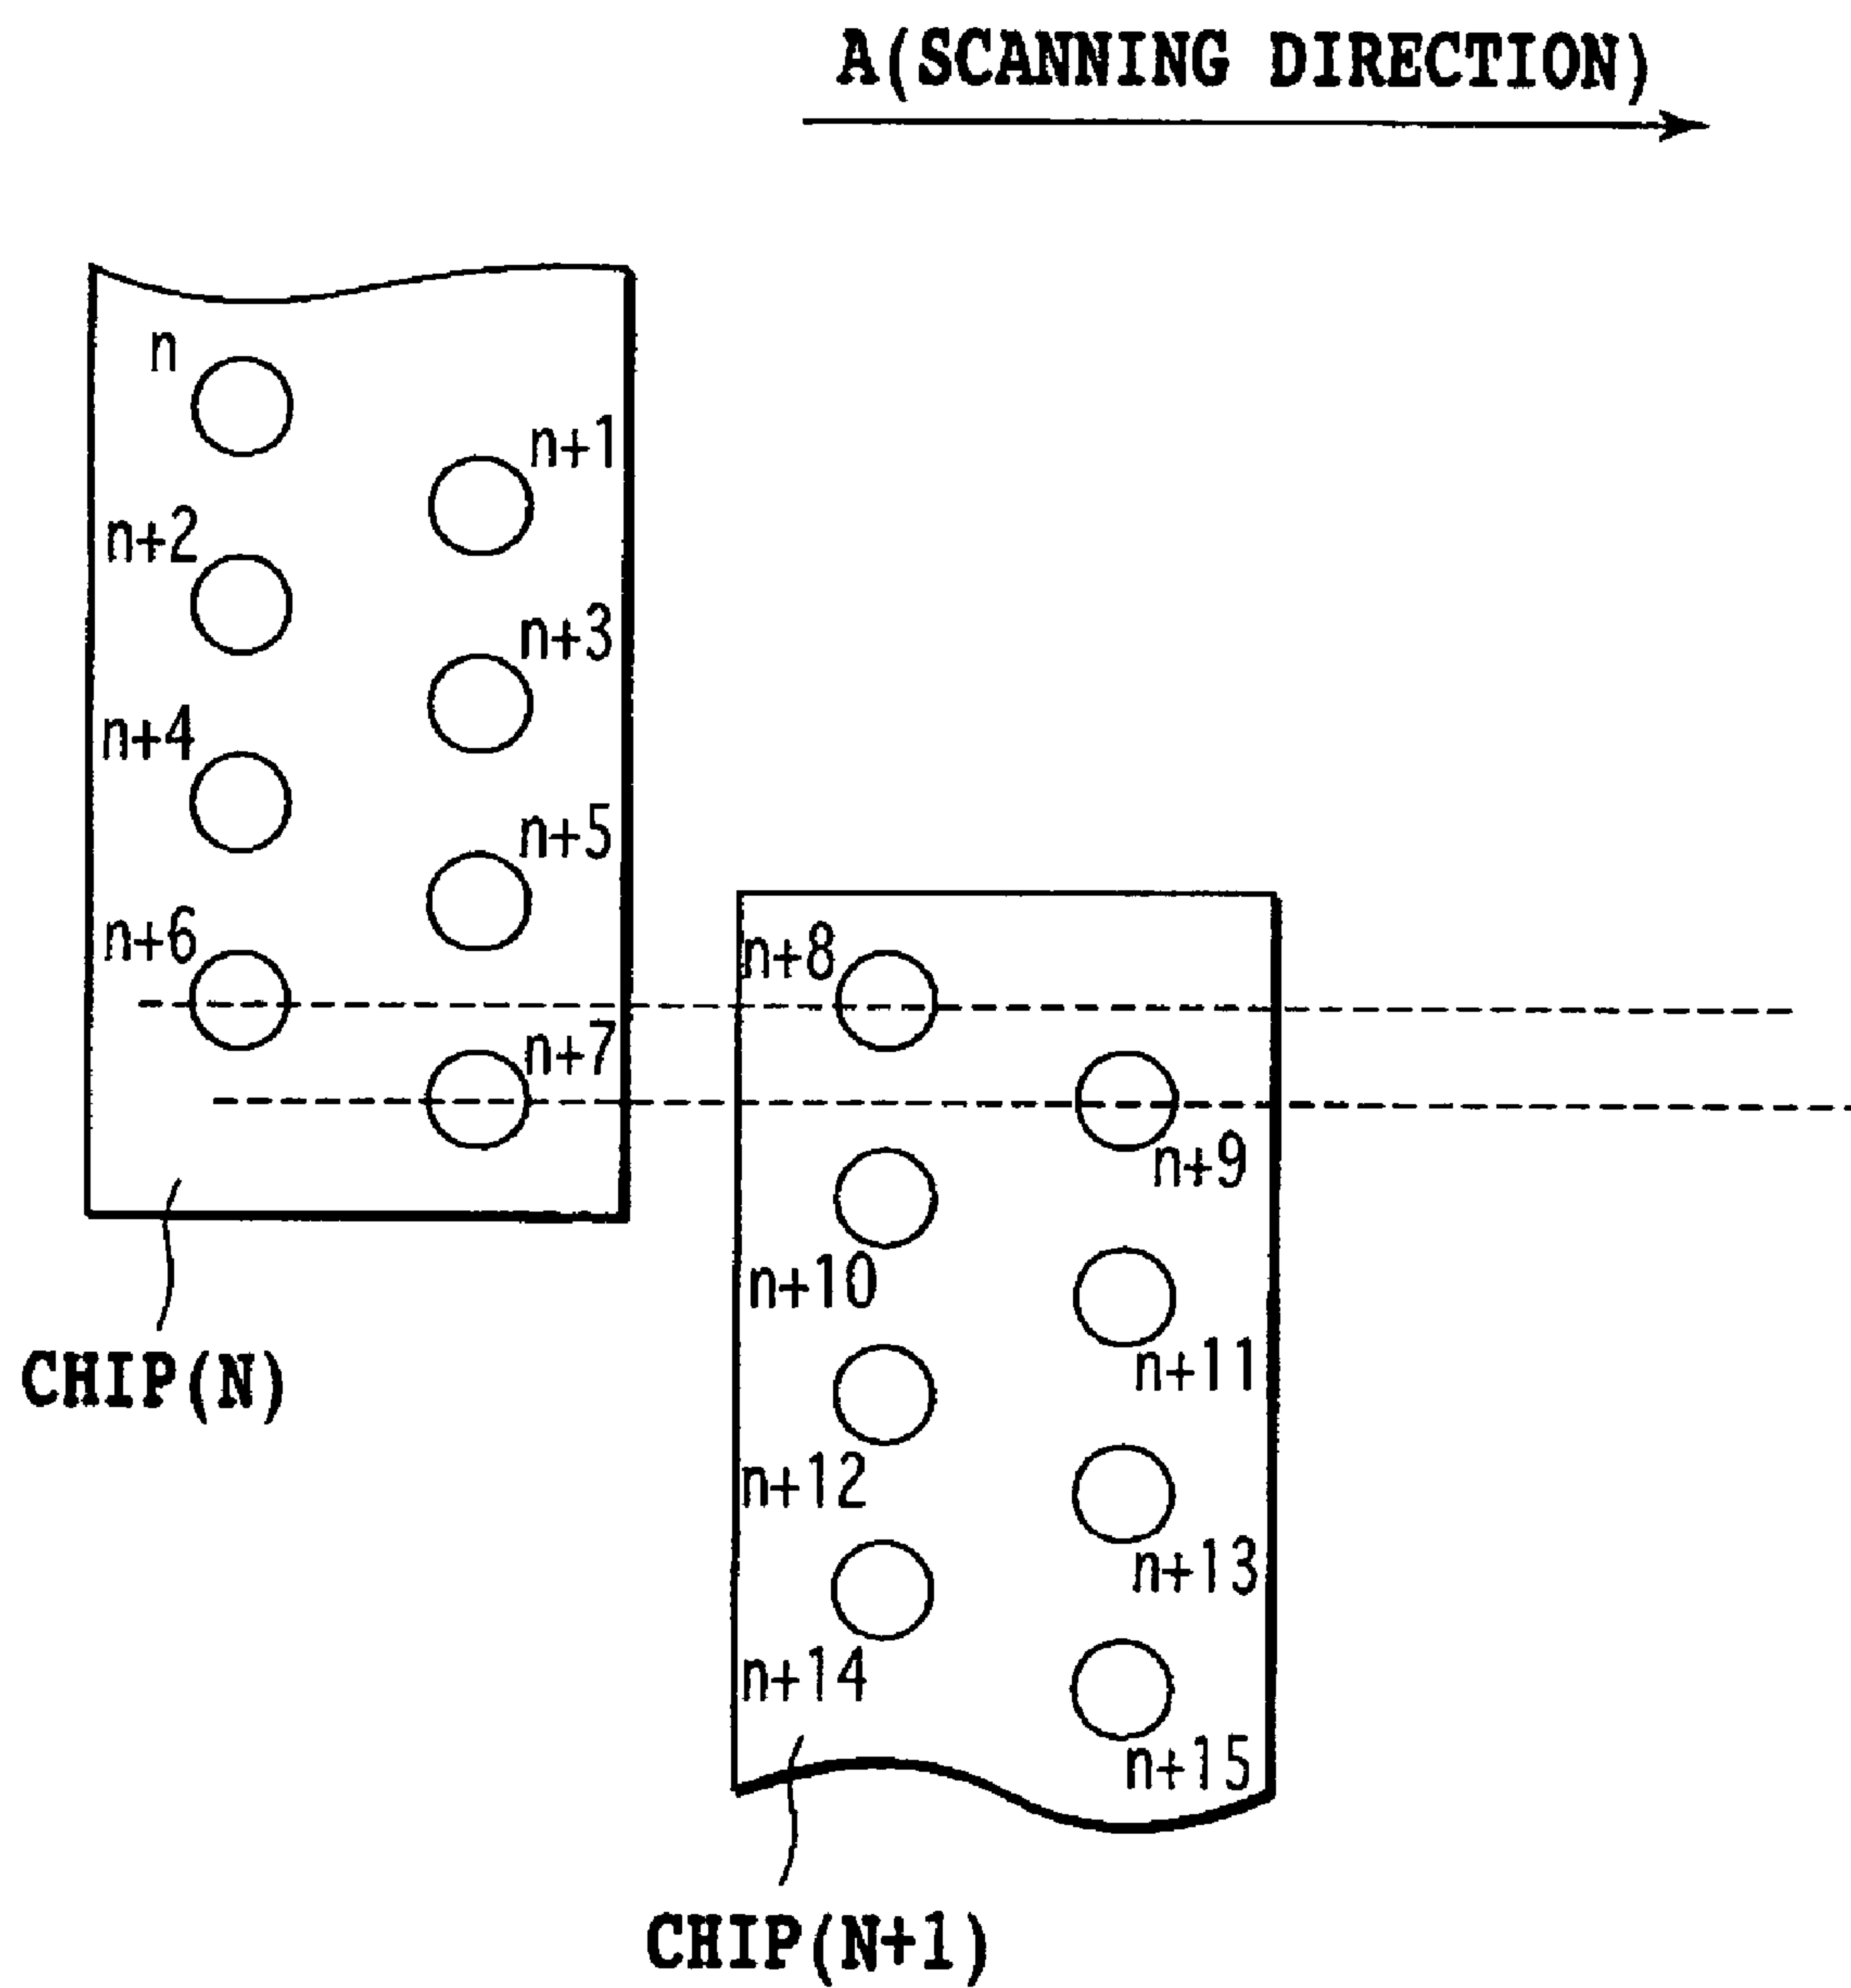 A(SCANNING DIRECTION)
n
n+1
n+2
n+3
n+4
n+5
n+6
n+7
CHIP(N)
n+8
n+9
n+10
n+11
n+12
n+13
n+14
n+15
CHIP(N+1)